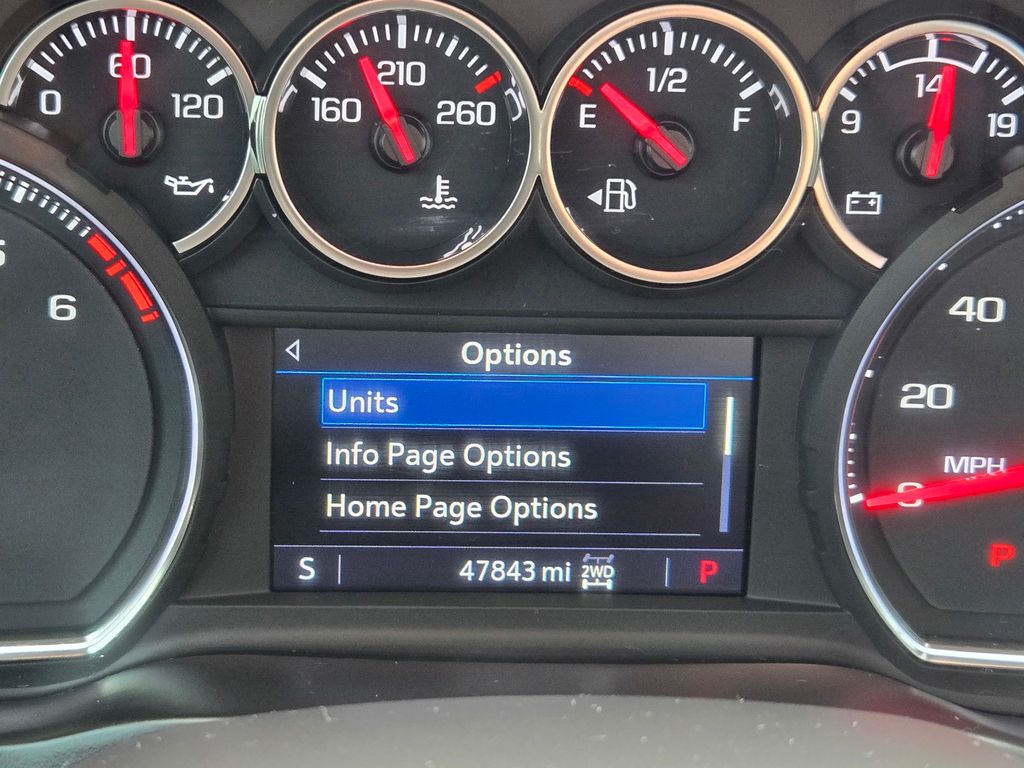 60
0
120
210
160
260
1/2
E
F
14
9
19
6
40
20
MPH
0
P
Options
Units
Info Page Options
Home Page Options
S
47843 mi 2WD
P